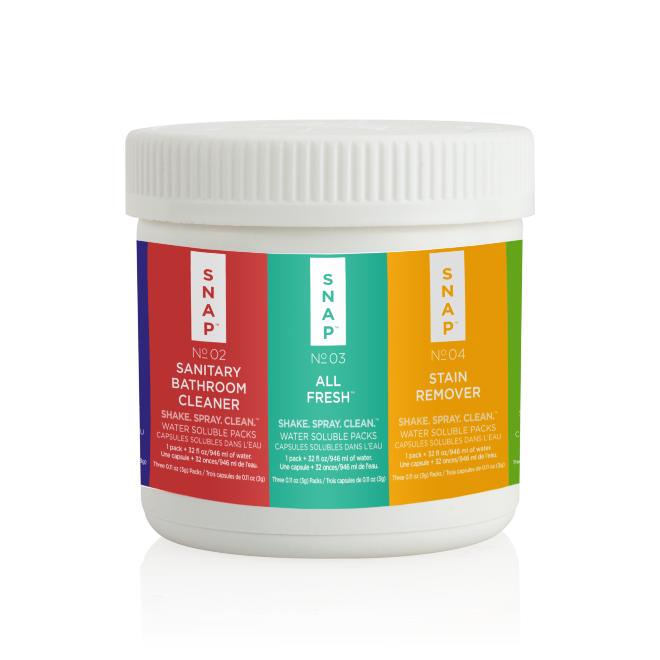 SNAP™
Nº 02
SANITARY
BATHROOM
CLEANER
SHAKE. SPRAY. CLEAN.™
WATER SOLUBLE PACKS
CAPSULES SOLUBLES DANS L'EAU
1 pack + 32 fl oz/946 ml of water.
Une capsule + 32 onces/946 ml de l'eau.
Three 0.11 oz (3g) Packs / Trois capsules de 0.11 oz (3g)
SNAP™
Nº 03
ALL
FRESH™
SHAKE. SPRAY. CLEAN.™
WATER SOLUBLE PACKS
CAPSULES SOLUBLES DANS L'EAU
1 pack + 32 fl oz/946 ml of water.
Une capsule + 32 onces/946 ml de l'eau.
Three 0.11 oz (3g) Packs / Trois capsules de 0.11 oz (3g)
SNAP™
Nº 04
STAIN
REMOVER
SHAKE. SPRAY. CLEAN.™
WATER SOLUBLE PACKS
CAPSULES SOLUBLES DANS L'EAU
1 pack + 32 fl oz/946 ml of water.
Une capsule + 32 onces/946 ml de l'eau.
Three 0.11 oz (3g) Packs / Trois capsules de 0.11 oz (3g)